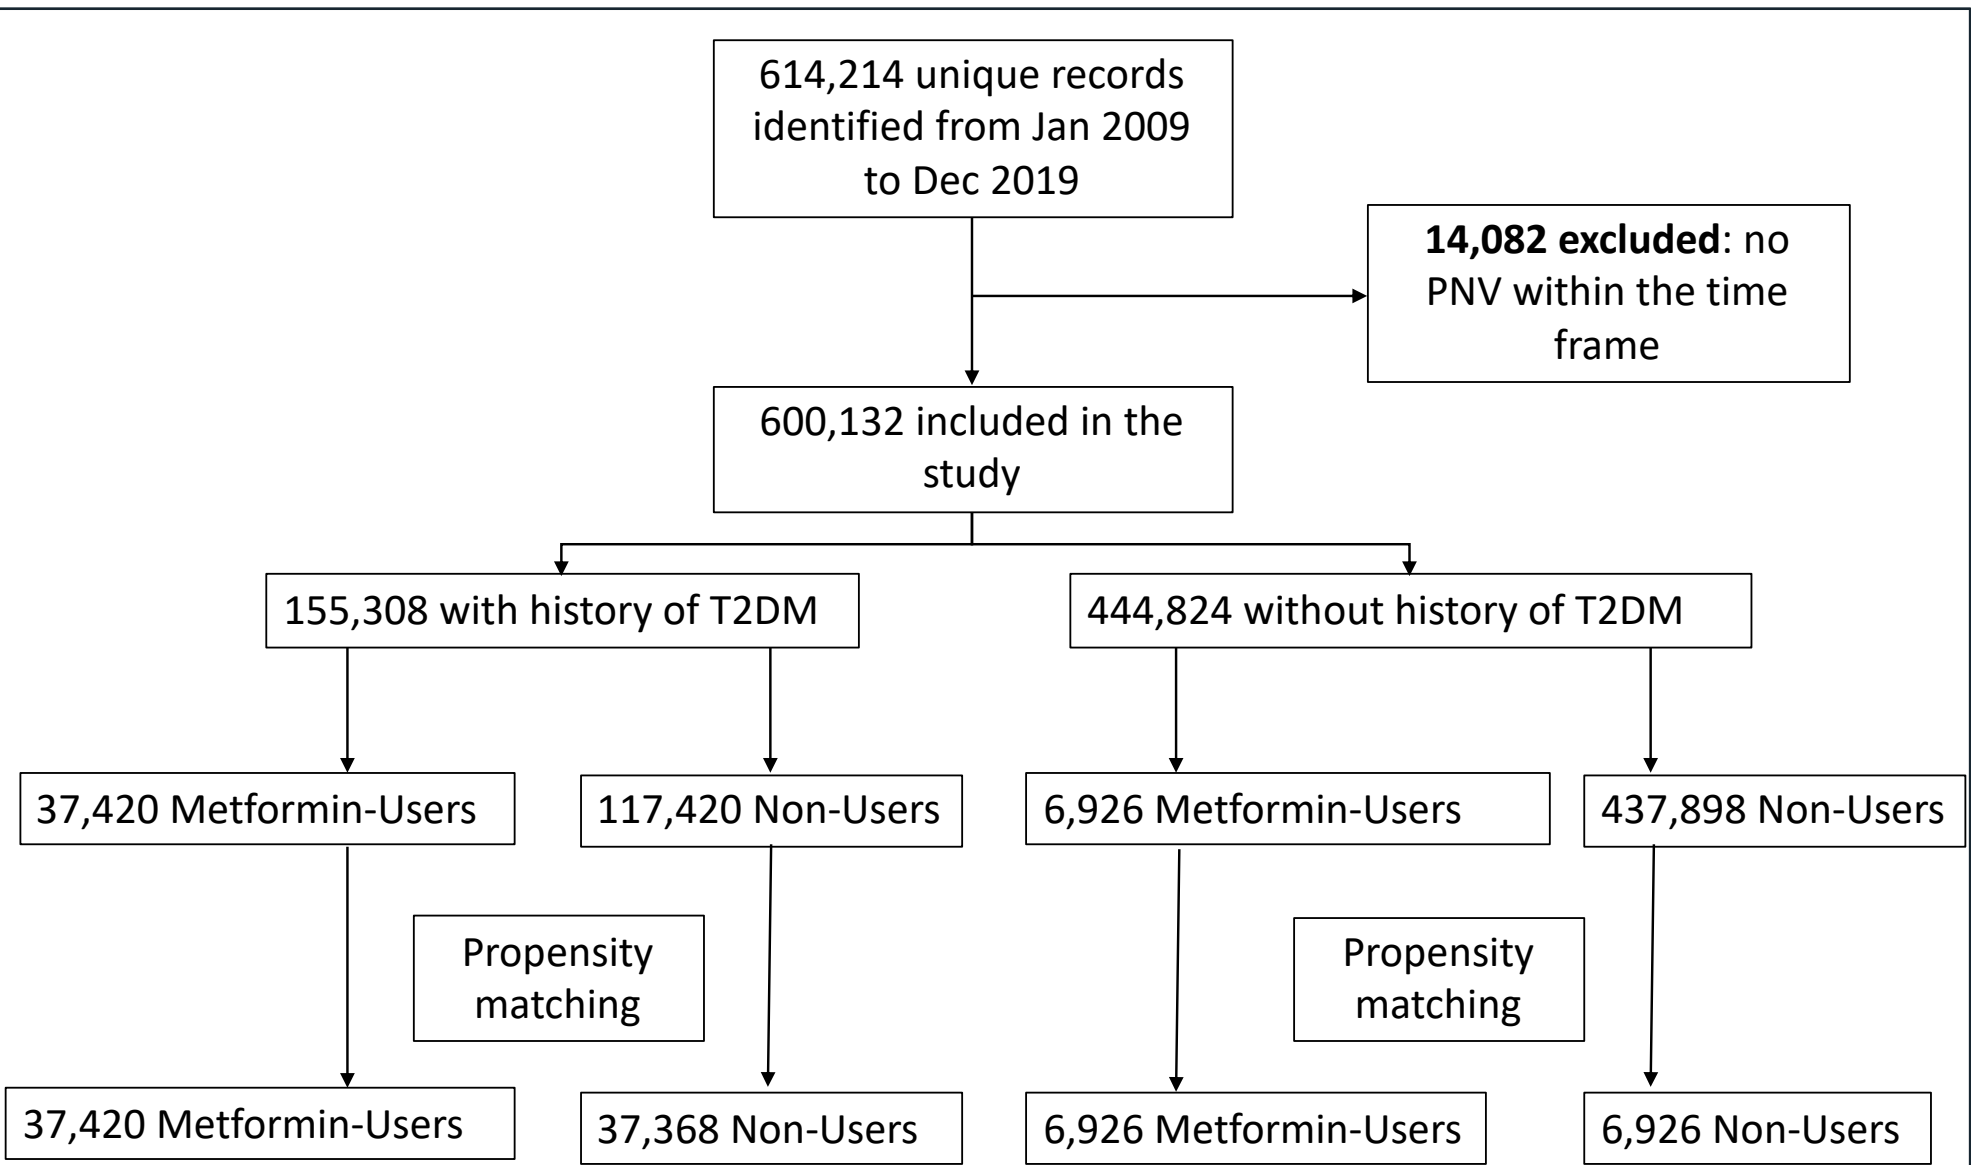 614,214 unique records
identified from Jan 2009
to Dec 2019
14,082 excluded: no
PNV within the time
frame
600,132 included in the
study
155,308 with history of T2DM
444,824 without history of T2DM
37,420 Metformin-Users
117,420 Non-Users
6,926 Metformin-Users
437,898 Non-Users
Propensity
matching
Propensity
matching
37,420 Metformin-Users
37,368 Non-Users
6,926 Metformin-Users
6,926 Non-Users